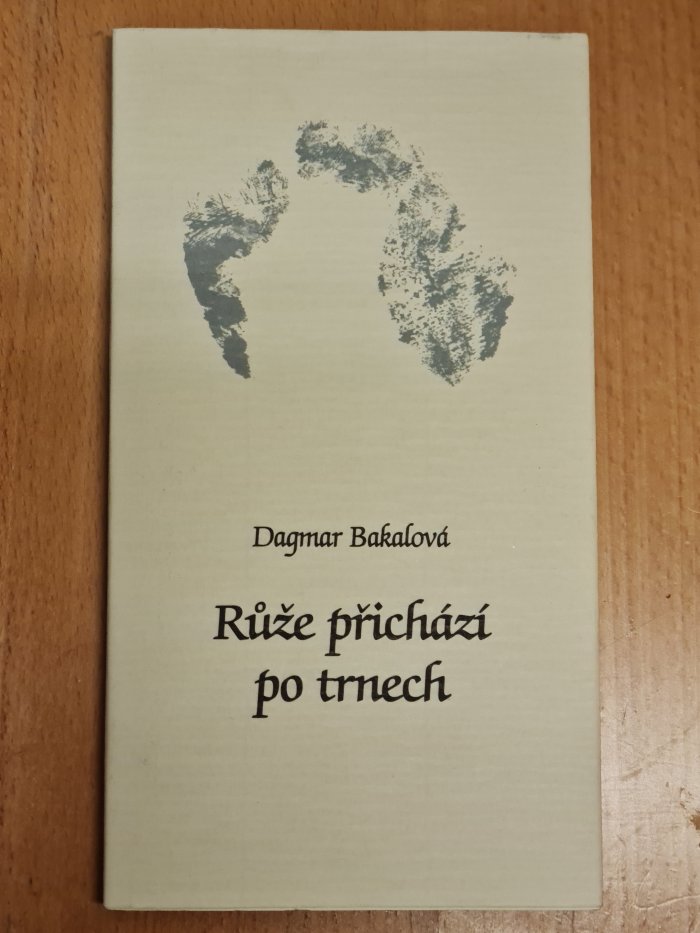 Dagmar Bakalová
Růže přichází
po trnech